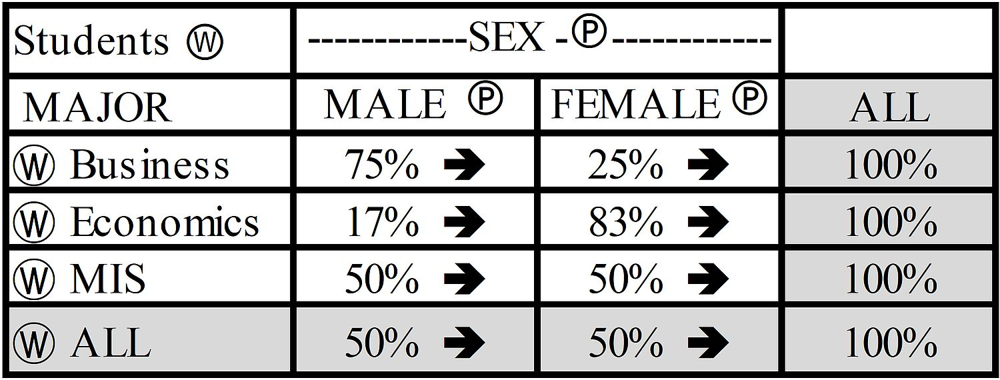 Students Ⓦ ------------SEX -Ⓟ------------
MAJOR MALE Ⓟ FEMALE Ⓟ ALL
Ⓦ Business 75% ➔ 25% ➔ 100%
Ⓦ Economics 17% ➔ 83% ➔ 100%
Ⓦ MIS 50% ➔ 50% ➔ 100%
Ⓦ ALL 50% ➔ 50% ➔ 100%